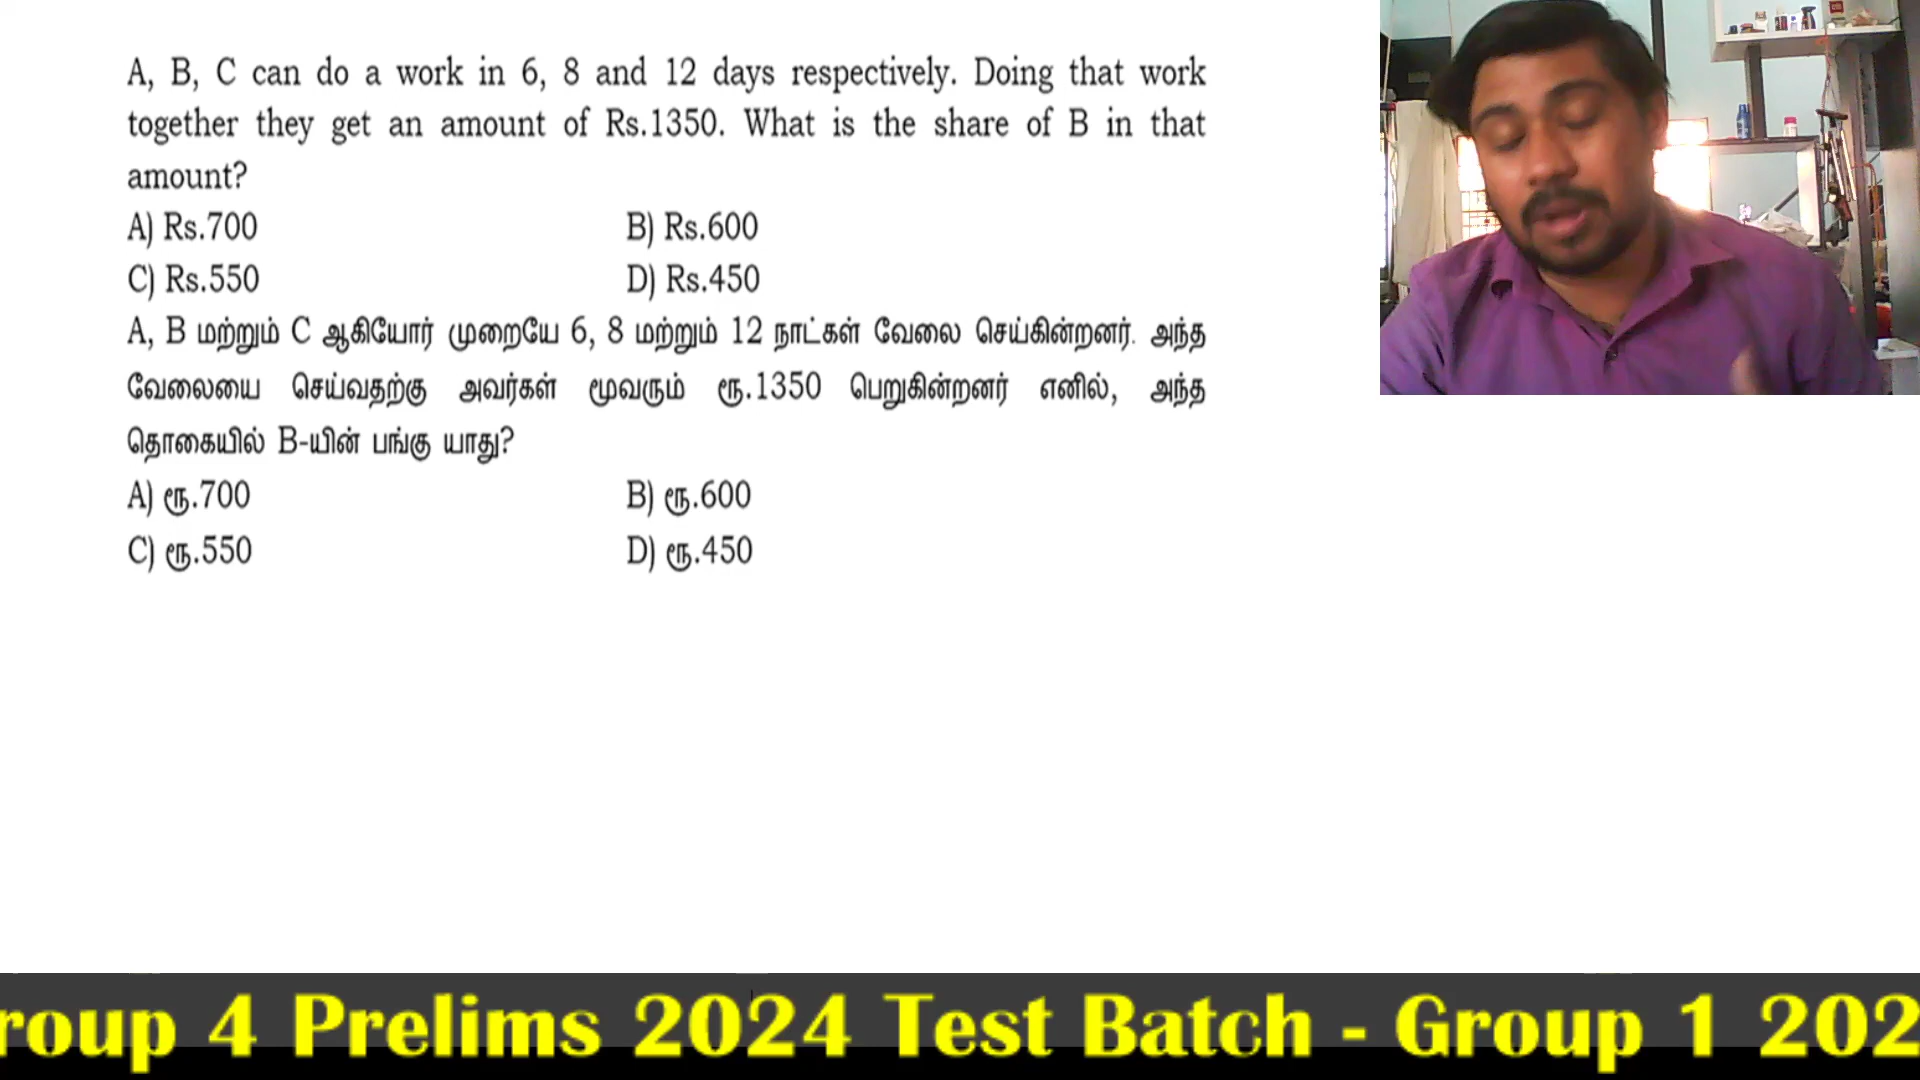 A, B, C can do a work in 6, 8 and 12 days respectively. Doing that work
together they get an amount of Rs.1350. What is the share of B in that
amount?
A) Rs.700 B) Rs.600
C) Rs.550 D) Rs.450
A, B மற்றும் C ஆகியோர் முறையே 6, 8 மற்றும் 12 நாட்கள் வேலை செய்கின்றனர். அந்த
வேலையை செய்வதற்கு அவர்கள் மூவரும் ரூ.1350 பெறுகின்றனர் எனில், அந்த
தொகையில் B-யின் பங்கு யாது?
A) ரூ.700 B) ரூ.600
C) ரூ.550 D) ரூ.450
roup 4 Prelims 2024 Test Batch - Group 1 202